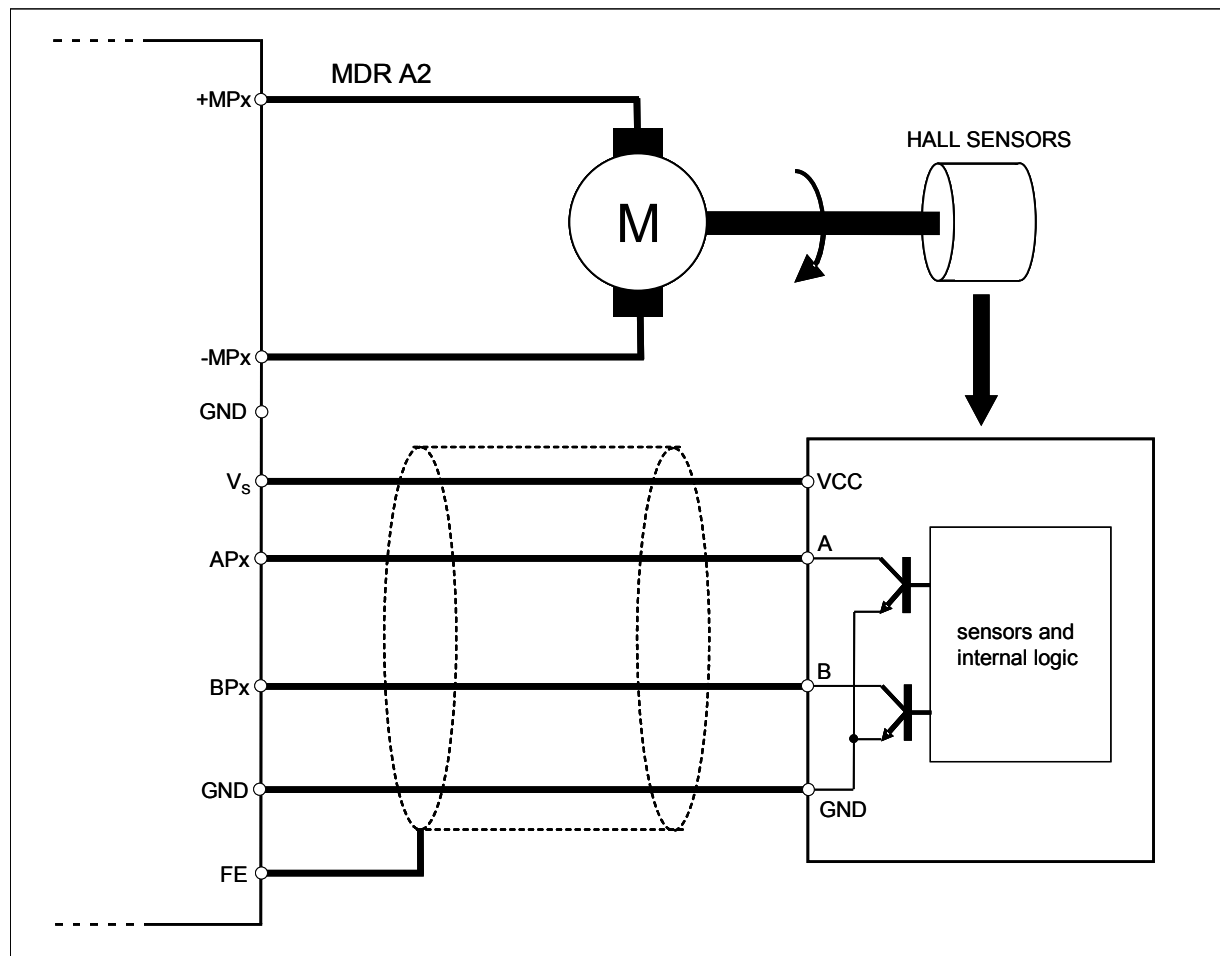 MDR A2
+MPx
HALL SENSORS
M
-MPx
GND
VS
VCC
APx
A
sensors and
internal logic
BPx
B
GND
GND
FE